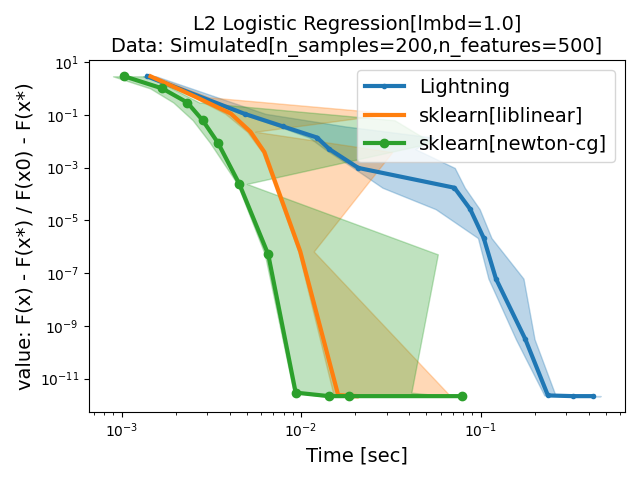 L2 Logistic Regression[lmbd=1.0]
Data: Simulated[n_samples=200,n_features=500]
value: F(x) - F(x*) / F(x0) - F(x*)
10¹
10⁻¹
10⁻³
10⁻⁵
10⁻⁷
10⁻⁹
10⁻¹¹
Lightning
sklearn[liblinear]
sklearn[newton-cg]
10⁻³
10⁻²
10⁻¹
Time [sec]